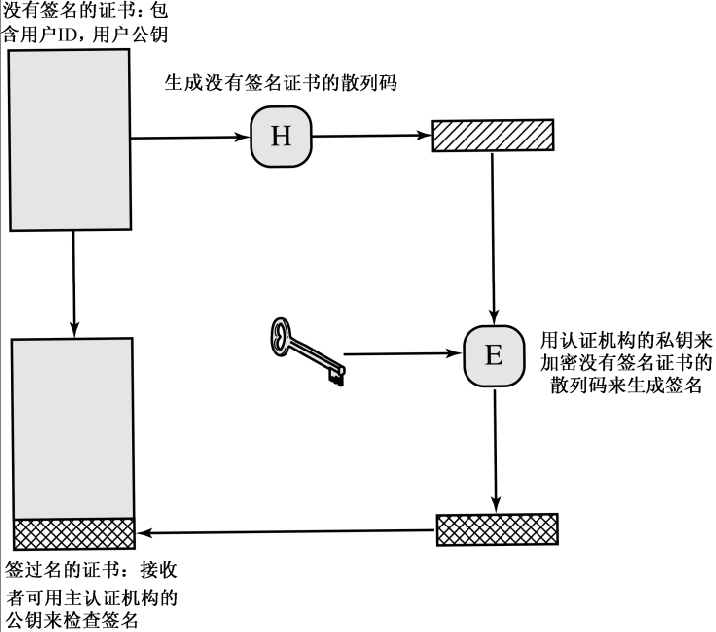 没有签名的证书：包
含用户ID，用户公钥
生成没有签名证书的散列码
H
E
用认证机构的私钥来
加密没有签名证书的
散列码来生成签名
签过名的证书：接收
者可用主认证机构的
公钥来检查签名